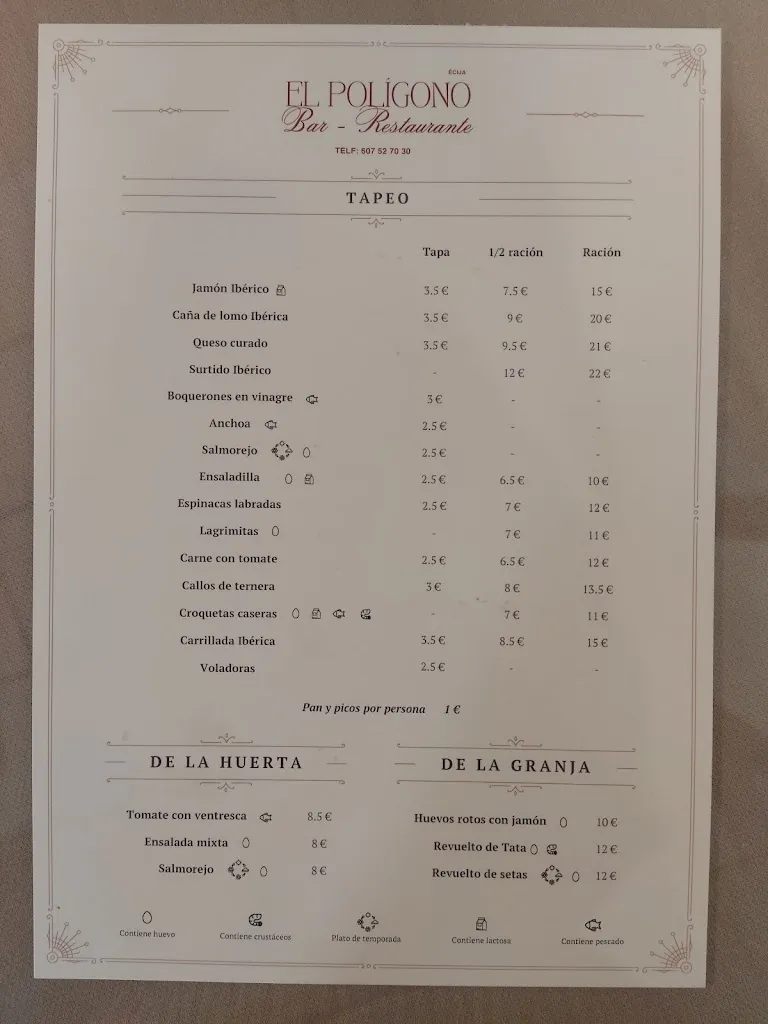 ÉCIJA
EL POLÍGONO
Bar - Restaurante
TELF: 607 52 70 30
TAPEO
Tapa 1/2 ración Ración
Jamón Ibérico 3.5 € 7.5 € 15 €
Caña de lomo Ibérica 3.5 € 9 € 20 €
Queso curado 3.5 € 9.5 € 21 €
Surtido Ibérico - 12 € 22 €
Boquerones en vinagre 3 € - -
Anchoa 2.5 € - -
Salmorejo 2.5 € - -
Ensaladilla 2.5 € 6.5 € 10 €
Espinacas labradas 2.5 € 7 € 12 €
Lagrimitas - 7 € 11 €
Carne con tomate 2.5 € 6.5 € 12 €
Callos de ternera 3 € 8 € 13.5 €
Croquetas caseras - 7 € 11 €
Carrillada Ibérica 3.5 € 8.5 € 15 €
Voladoras 2.5 € - -
Pan y picos por persona 1 €
DE LA HUERTA
Tomate con ventresca 8.5 €
Ensalada mixta 8 €
Salmorejo 8 €
DE LA GRANJA
Huevos rotos con jamón 10 €
Revuelto de Tata 12 €
Revuelto de setas 12 €
Contiene huevo Contiene crustáceos Plato de temporada Contiene lactosa Contiene pescado